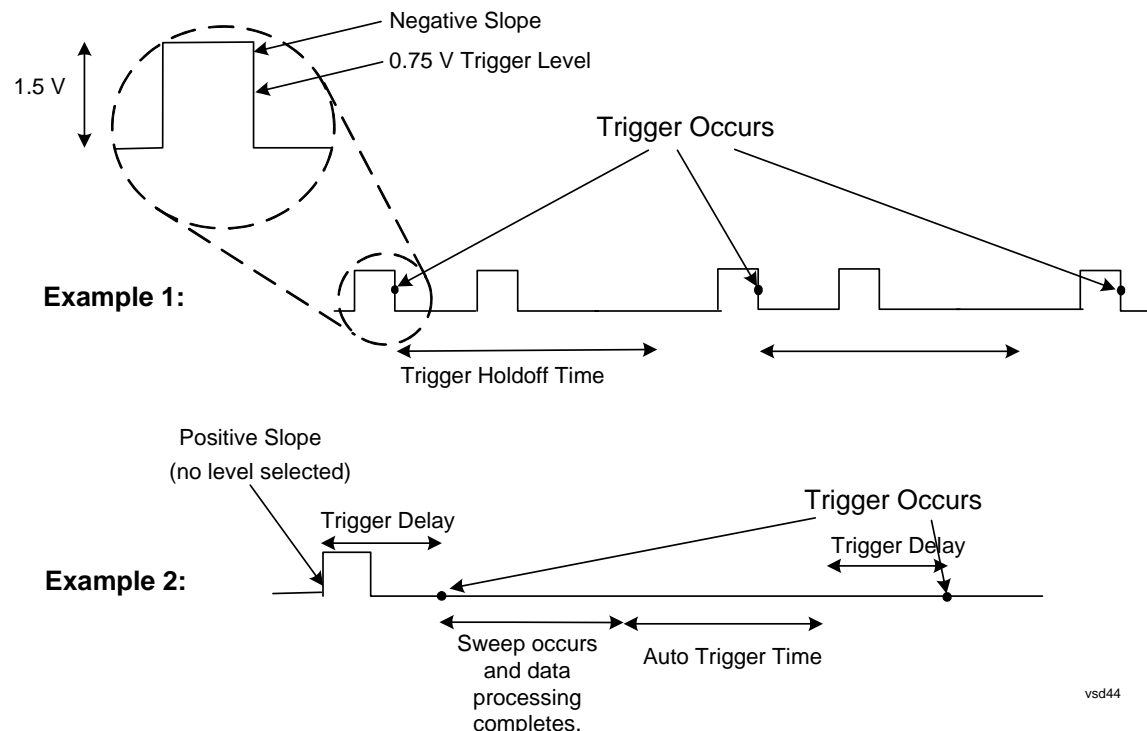 Negative Slope
1.5 V
0.75 V Trigger Level
Trigger Occurs
Example 1:
Trigger Holdoff Time
Positive Slope
(no level selected)
Trigger Delay
Trigger Occurs
Trigger Delay
Example 2:
Sweep occurs
and data
processing
completes.
Auto Trigger Time
vsd44